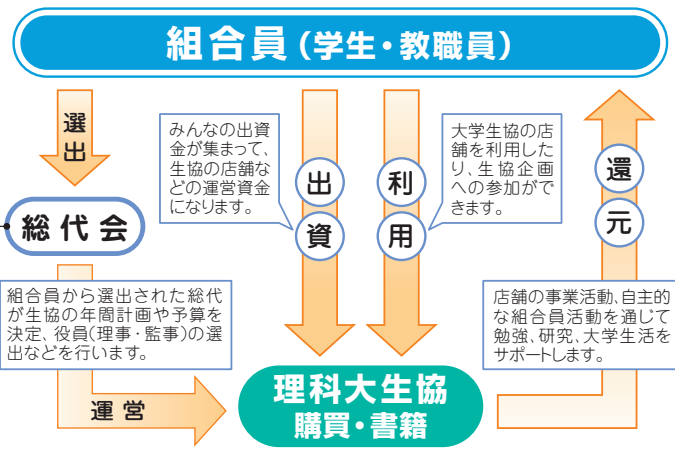 組合員(学生・教職員)
選出
みんなの出資
金が集まって、
生協の店舗な
どの運営資金
になります。
出資
利用
大学生協の店
舗を利用した
り、生協企画
への参加がで
きます。
還元
総代会
組合員から選出された総代
が生協の年間計画や予算を
決定、役員(理事・監事)の選
出などを行います。
店舗の事業活動、自主的
な組合員活動を通じて
勉強、研究、大学生活を
サポートします。
運営
理科大生協
購買・書籍